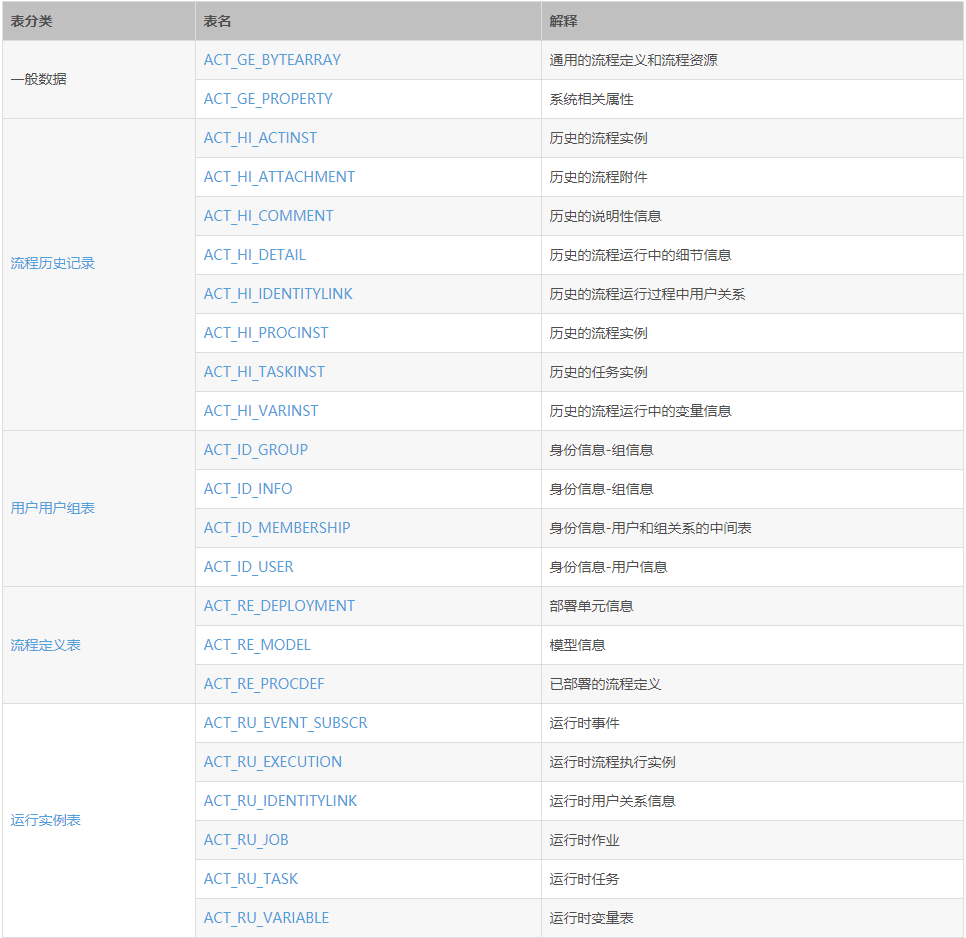 表分类 表名 解释
一般数据
ACT_GE_BYTEARRAY 通用的流程定义和流程资源
ACT_GE_PROPERTY 系统相关属性
流程历史记录
ACT_HI_ACTINST 历史的流程实例
ACT_HI_ATTACHMENT 历史的流程附件
ACT_HI_COMMENT 历史的说明性信息
ACT_HI_DETAIL 历史的流程运行中的细节信息
ACT_HI_IDENTITYLINK 历史的流程运行过程中用户关系
ACT_HI_PROCINST 历史的流程实例
ACT_HI_TASKINST 历史的任务实例
ACT_HI_VARINST 历史的流程运行中的变量信息
用户用户组表
ACT_ID_GROUP 身份信息-组信息
ACT_ID_INFO 身份信息-组信息
ACT_ID_MEMBERSHIP 身份信息-用户和组关系的中间表
ACT_ID_USER 身份信息-用户信息
流程定义表
ACT_RE_DEPLOYMENT 部署单元信息
ACT_RE_MODEL 模型信息
ACT_RE_PROCDEF 已部署的流程定义
运行实例表
ACT_RU_EVENT_SUBSCR 运行时事件
ACT_RU_EXECUTION 运行时流程执行实例
ACT_RU_IDENTITYLINK 运行时用户关系信息
ACT_RU_JOB 运行时作业
ACT_RU_TASK 运行时任务
ACT_RU_VARIABLE 运行时变量表